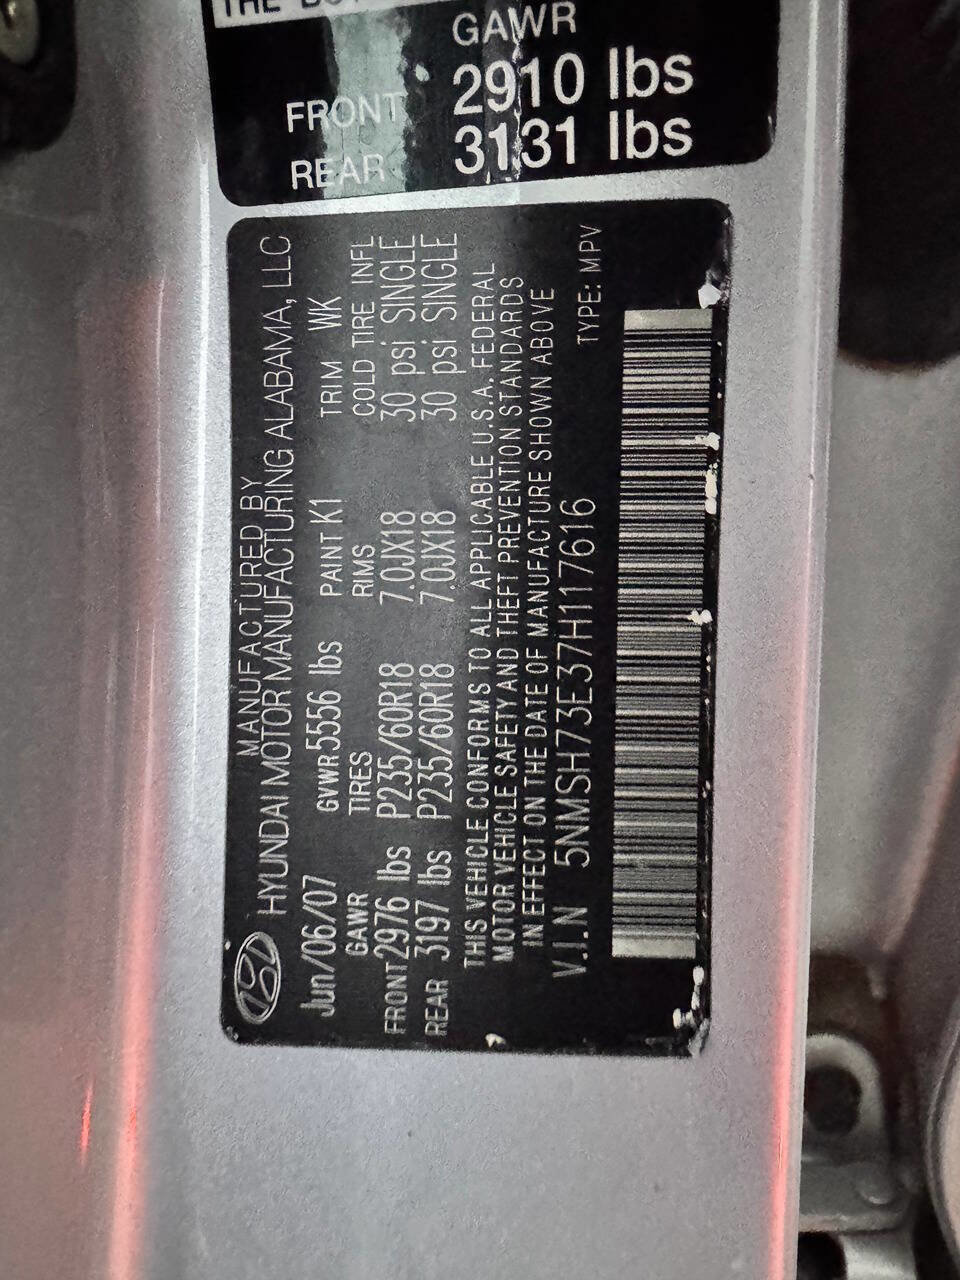 GAWR
FRONT 2910 lbs
REAR 3131 lbs
MANUFACTURED BY
HYUNDAI MOTOR MANUFACTURING ALABAMA, LLC
Jun/06/07 GVWR 5556 lbs PAINT K1 TRIM WK
GAWR TIRES RIMS COLD TIRE INFL
FRONT 2976 lbs P235/60R18 7.0JX18 30 psi SINGLE
REAR 3197 lbs P235/60R18 7.0JX18 30 psi SINGLE
THIS VEHICLE CONFORMS TO ALL APPLICABLE U.S.A. FEDERAL
MOTOR VEHICLE SAFETY AND THEFT PREVENTION STANDARDS
IN EFFECT ON THE DATE OF MANUFACTURE SHOWN ABOVE
V.I.N 5NMSH73E37H117616 TYPE: MPV